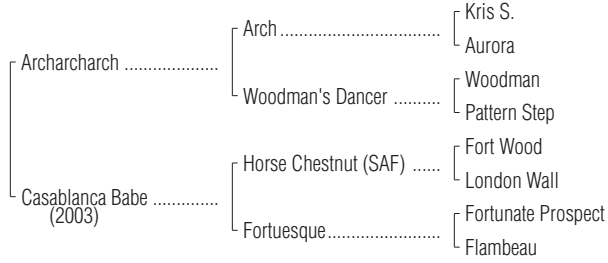 Kris S.
Arch
Aurora
Archarcharch
Woodman
Woodman's Dancer
Pattern Step
Fort Wood
Horse Chestnut (SAF)
London Wall
Casablanca Babe
(2003)
Fortunate Prospect
Fortuesque
Flambeau